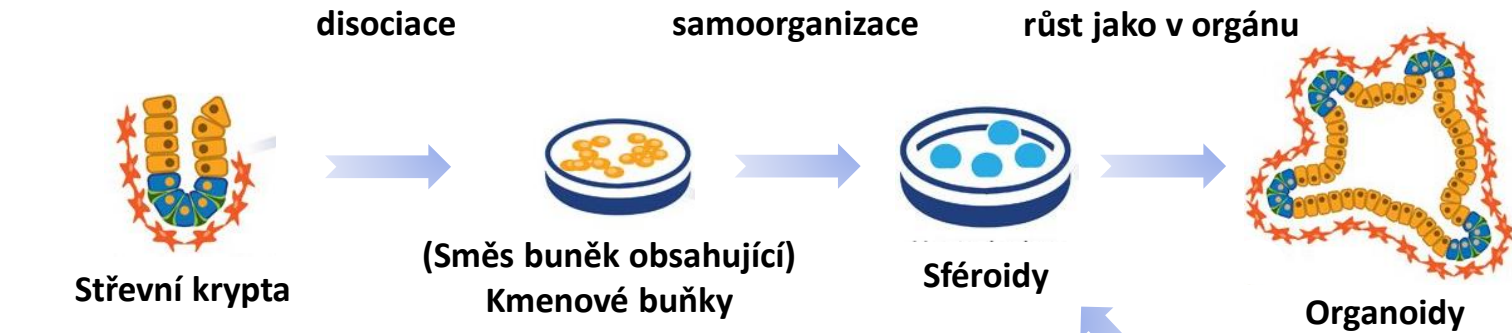 disociace
samoorganizace
růst jako v orgánu
Střevní krypta
(Směs buněk obsahující)
Kmenové buňky
Sféroidy
Organoidy